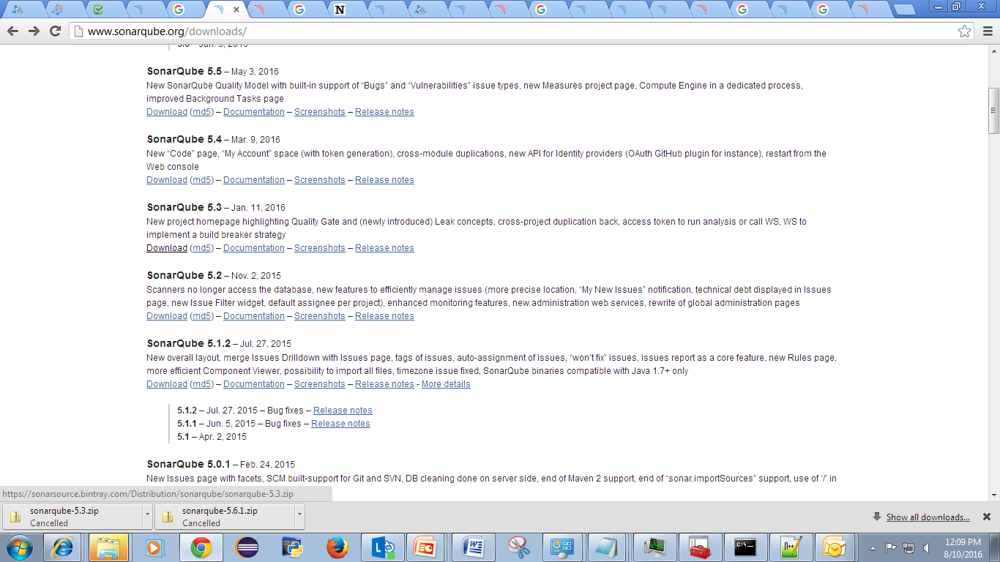 www.sonarqube.org/downloads/
SonarQube 5.5 – May 3, 2016
New SonarQube Quality Model with built-in support of “Bugs” and “Vulnerabilities” issue types, new Measures project page, Compute Engine in a dedicated process,
improved Background Tasks page
Download (md5) – Documentation – Screenshots – Release notes
SonarQube 5.4 – Mar. 9, 2016
New “Code” page, “My Account” space (with token generation), cross-module duplications, new API for Identity providers (OAuth GitHub plugin for instance), restart from the
Web console
Download (md5) – Documentation – Screenshots – Release notes
SonarQube 5.3 – Jan. 11, 2016
New project homepage highlighting Quality Gate and (newly introduced) Leak concepts, cross-project duplication back, access token to run analysis or call WS, WS to
implement a build breaker strategy
Download (md5) – Documentation – Screenshots – Release notes
SonarQube 5.2 – Nov. 2, 2015
Scanners no longer access the database, new features to efficiently manage issues (more precise location, “My New Issues” notification, technical debt displayed in Issues
page, new Issue Filter widget, default assignee per project), enhanced monitoring features, new administration web services, rewrite of global administration pages
Download (md5) – Documentation – Screenshots – Release notes
SonarQube 5.1.2 – Jul. 27, 2015
New overall layout, merge Issues Drilldown with Issues page, tags of issues, auto-assignment of issues, “won’t fix” issues, issues report as a core feature, new Rules page,
more efficient Component Viewer, possibility to import all files, timezone issue fixed, SonarQube binaries compatible with Java 1.7+ only
Download (md5) – Documentation – Screenshots – Release notes - More details
5.1.2 – Jul. 27, 2015 – Bug fixes – Release notes
5.1.1 – Jun. 5, 2015 – Bug fixes – Release notes
5.1 – Apr. 2, 2015
SonarQube 5.0.1 – Feb. 24, 2015
New Issues page with facets, SCM built-support for Git and SVN, DB cleaning done on server side, end of Maven 2 support, end of “sonar.importSources” support, use of ‘/’ in
https://sonarsource.bintray.com/Distribution/sonarqube/sonarqube-5.3.zip
sonarqube-5.3.zip
Cancelled
sonarqube-5.6.1.zip
Cancelled
Show all downloads...
12:09 PM
8/10/2016